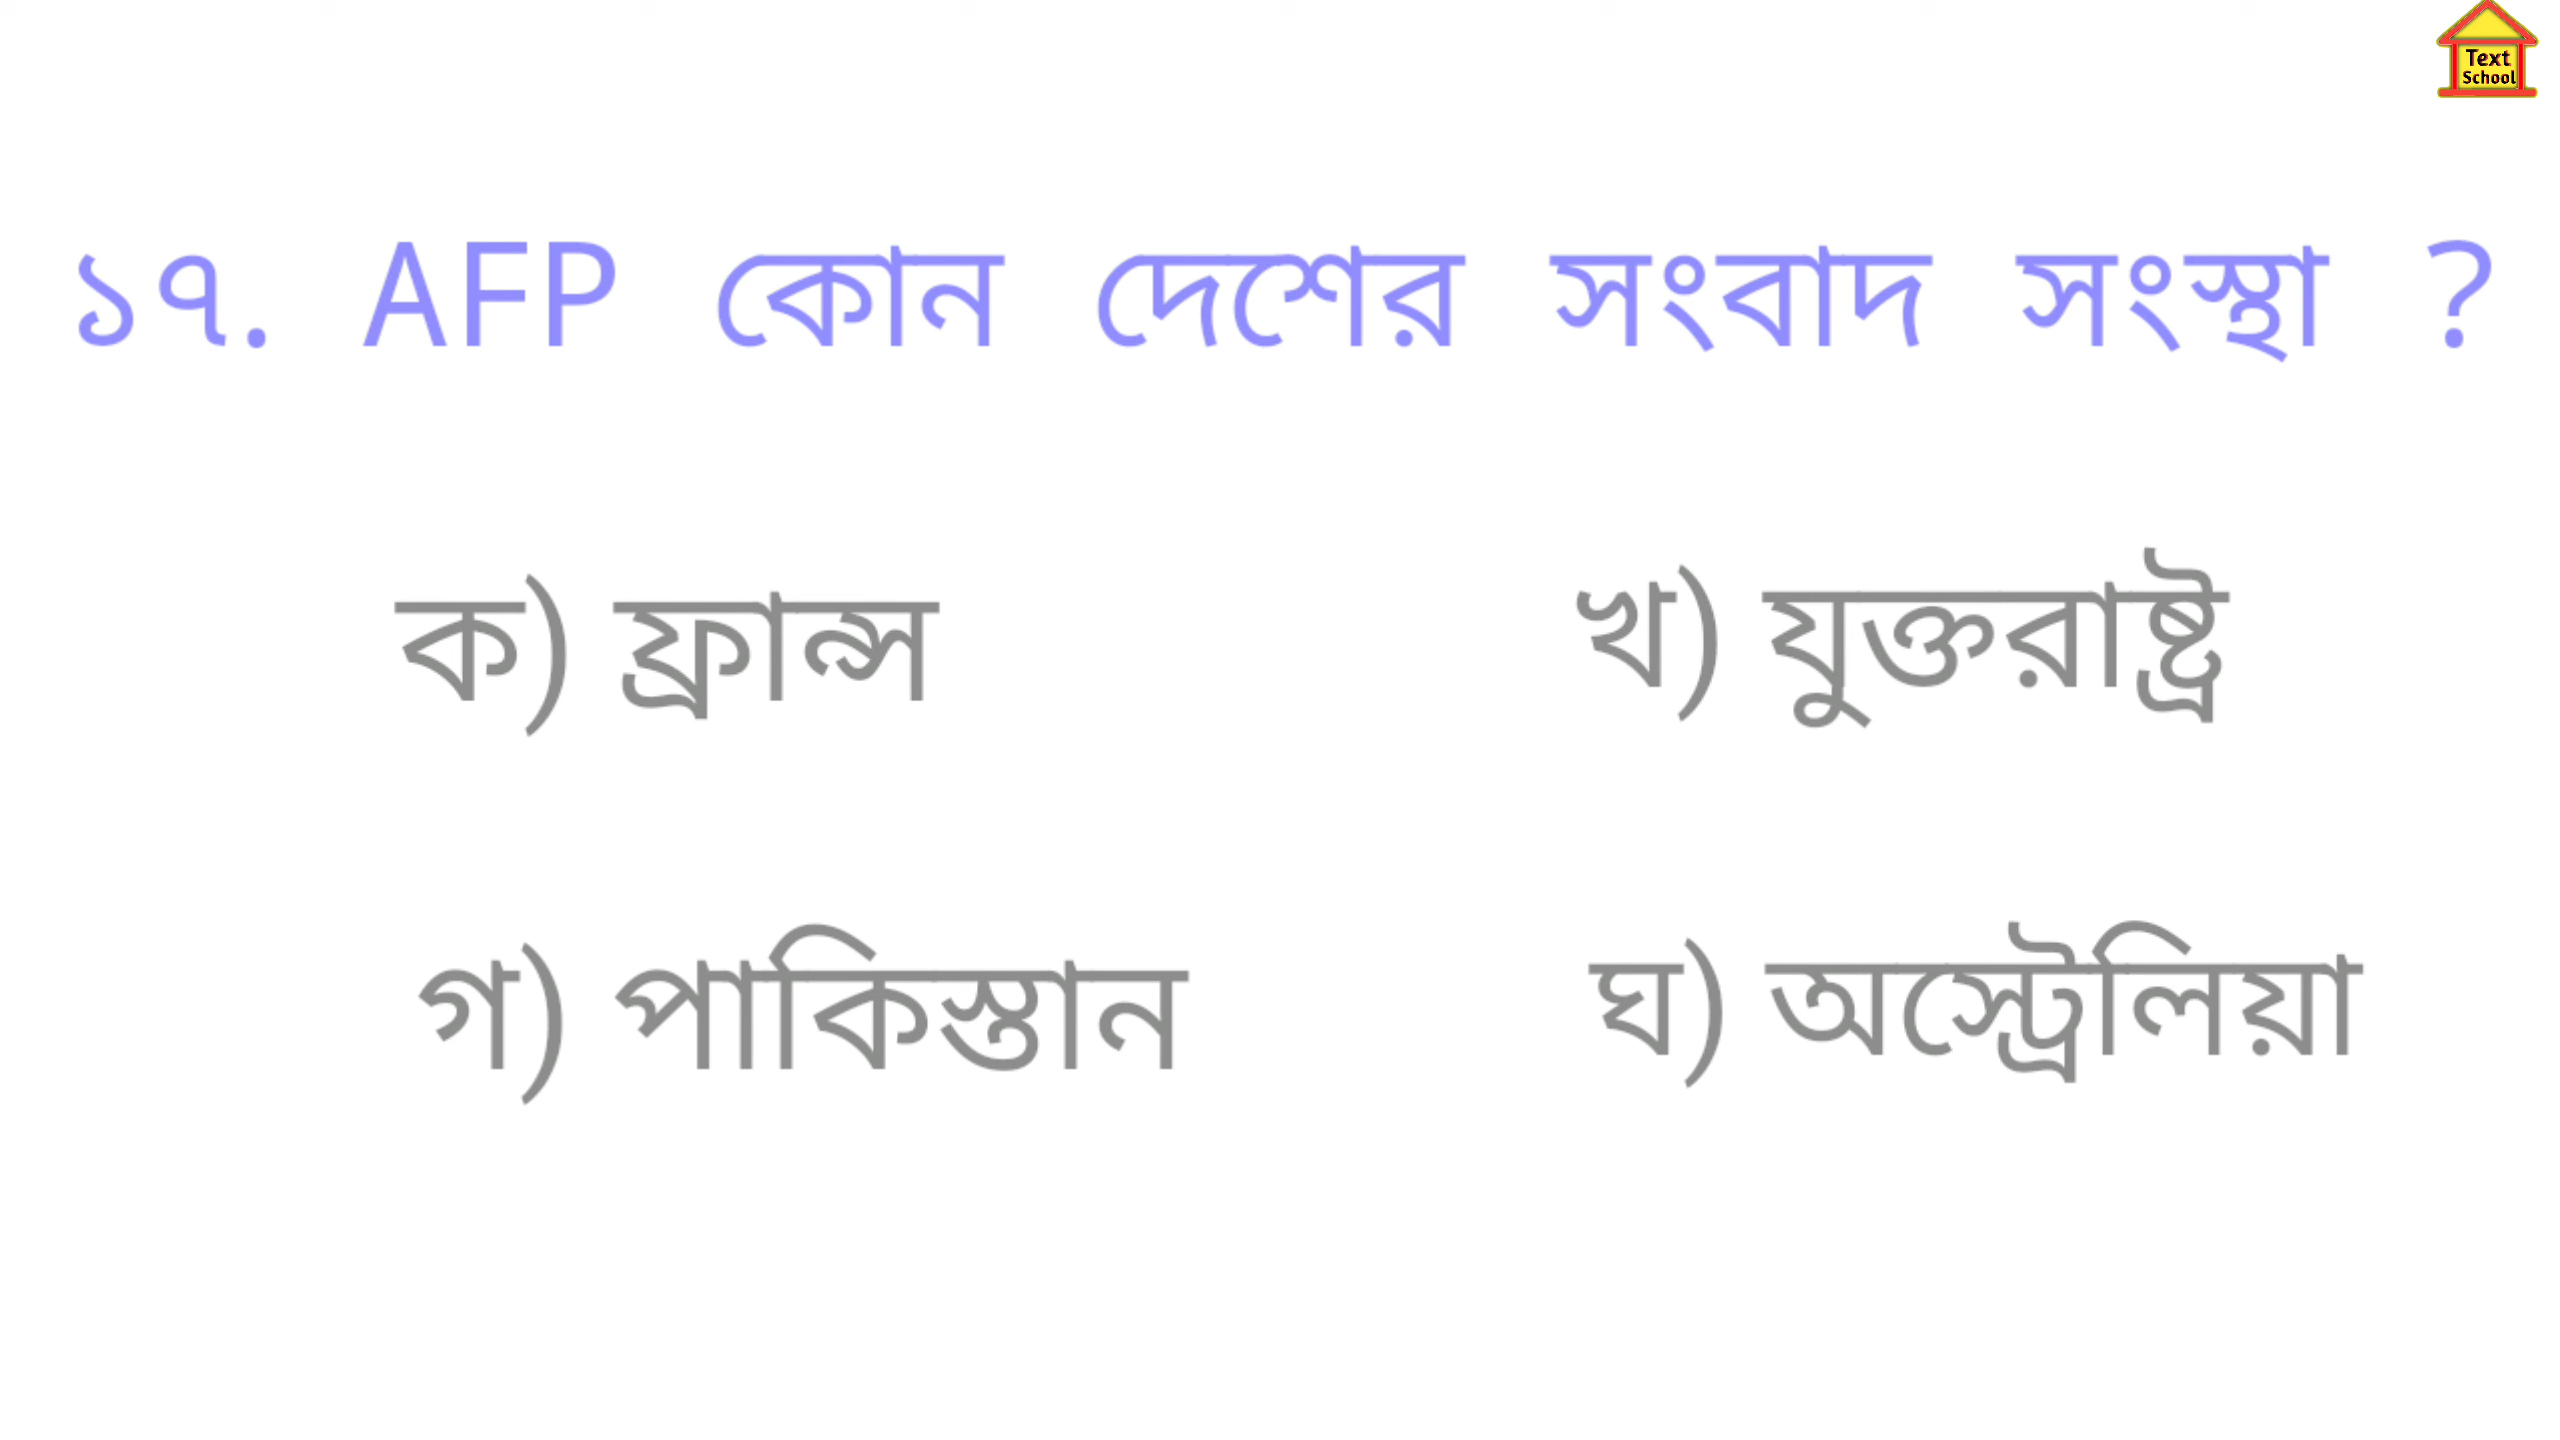 Text
School
১৭. AFP কোন দেশের সংবাদ সংস্থা ?
ক) ফ্রান্স
খ) যুক্তরাষ্ট্র
গ) পাকিস্তান
ঘ) অস্ট্রেলিয়া